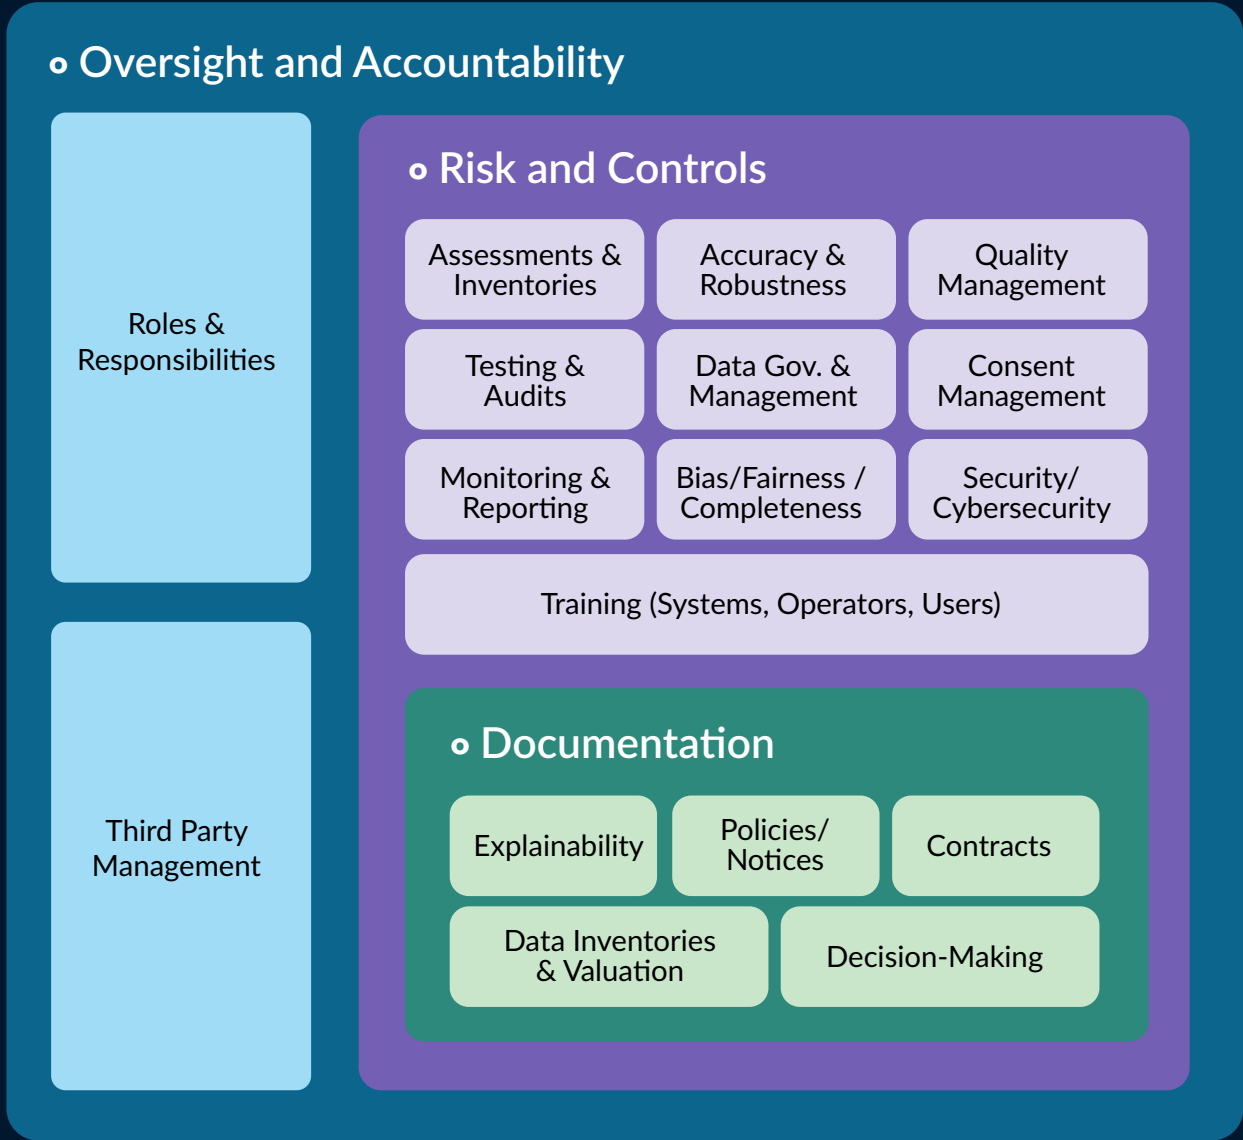 Oversight and Accountability
Roles &
Responsibilities
Third Party
Management
Risk and Controls
Assessments &
Inventories
Accuracy &
Robustness
Quality
Management
Testing &
Audits
Data Gov. &
Management
Consent
Management
Monitoring &
Reporting
Bias/Fairness /
Completeness
Security/
Cybersecurity
Training (Systems, Operators, Users)
Documentation
Explainability
Policies/
Notices
Contracts
Data Inventories
& Valuation
Decision-Making